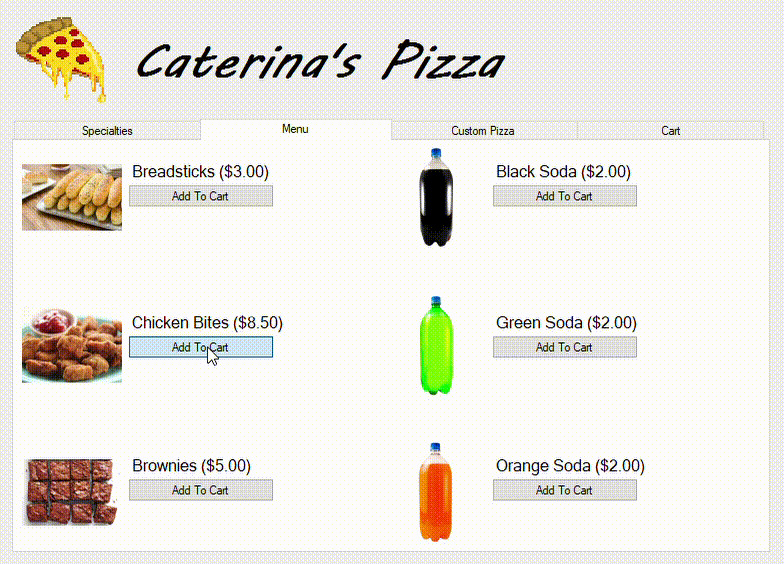 Caterina's Pizza
Specialties
Menu
Custom Pizza
Cart
Breadsticks ($3.00)
Add To Cart
Black Soda ($2.00)
Add To Cart
Chicken Bites ($8.50)
Add To Cart
Green Soda ($2.00)
Add To Cart
Brownies ($5.00)
Add To Cart
Orange Soda ($2.00)
Add To Cart